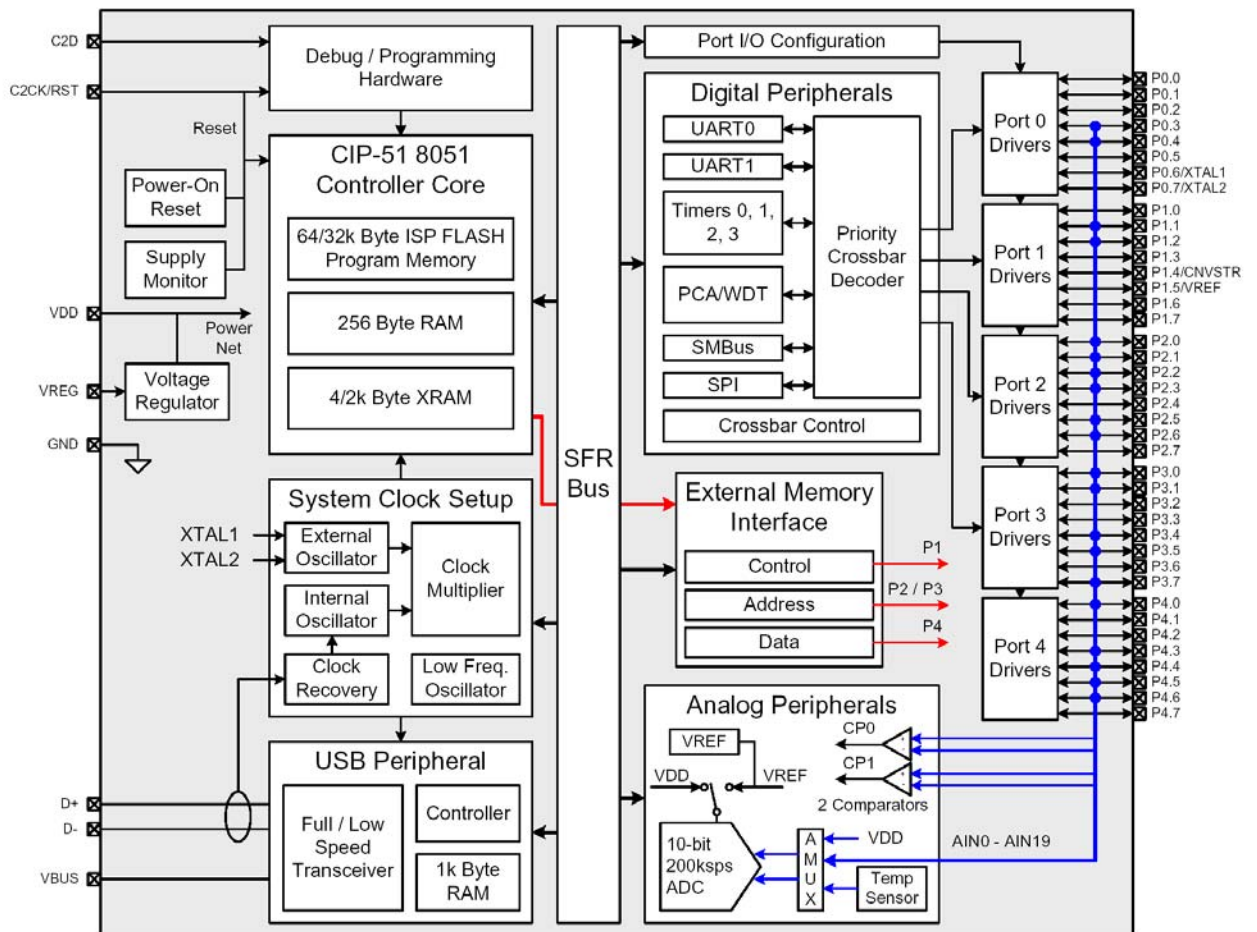 C2D
C2CK/RST
Debug / Programming
Hardware
Reset
Power-On
Reset
Supply
Monitor
CIP-51 8051
Controller Core
64/32k Byte ISP FLASH
Program Memory
256 Byte RAM
4/2k Byte XRAM
VDD
Power
Net
VREG
Voltage
Regulator
GND
System Clock Setup
XTAL1
XTAL2
External
Oscillator
Internal
Oscillator
Clock
Multiplier
Clock
Recovery
Low Freq.
Oscillator
USB Peripheral
D+
D-
VBUS
Full / Low
Speed
Transceiver
Controller
1k Byte
RAM
SFR
Bus
Port I/O Configuration
Digital Peripherals
UART0
UART1
Timers 0, 1,
2, 3
PCA/WDT
SMBus
SPI
Priority
Crossbar
Decoder
Crossbar Control
External Memory
Interface
Control
Address
Data
P1
P2 / P3
P4
Analog Peripherals
VREF
VDD
VREF
CP0
+
-
CP1
+
-
2 Comparators
10-bit
200ksps
ADC
A
M
U
X
VDD
Temp
Sensor
AIN0 - AIN19
Port 0
Drivers
Port 1
Drivers
Port 2
Drivers
Port 3
Drivers
Port 4
Drivers
P0.0
P0.1
P0.2
P0.3
P0.4
P0.5
P0.6/XTAL1
P0.7/XTAL2
P1.0
P1.1
P1.2
P1.3
P1.4/CNVSTR
P1.5/VREF
P1.6
P1.7
P2.0
P2.1
P2.2
P2.3
P2.4
P2.5
P2.6
P2.7
P3.0
P3.1
P3.2
P3.3
P3.4
P3.5
P3.6
P3.7
P4.0
P4.1
P4.2
P4.3
P4.4
P4.5
P4.6
P4.7